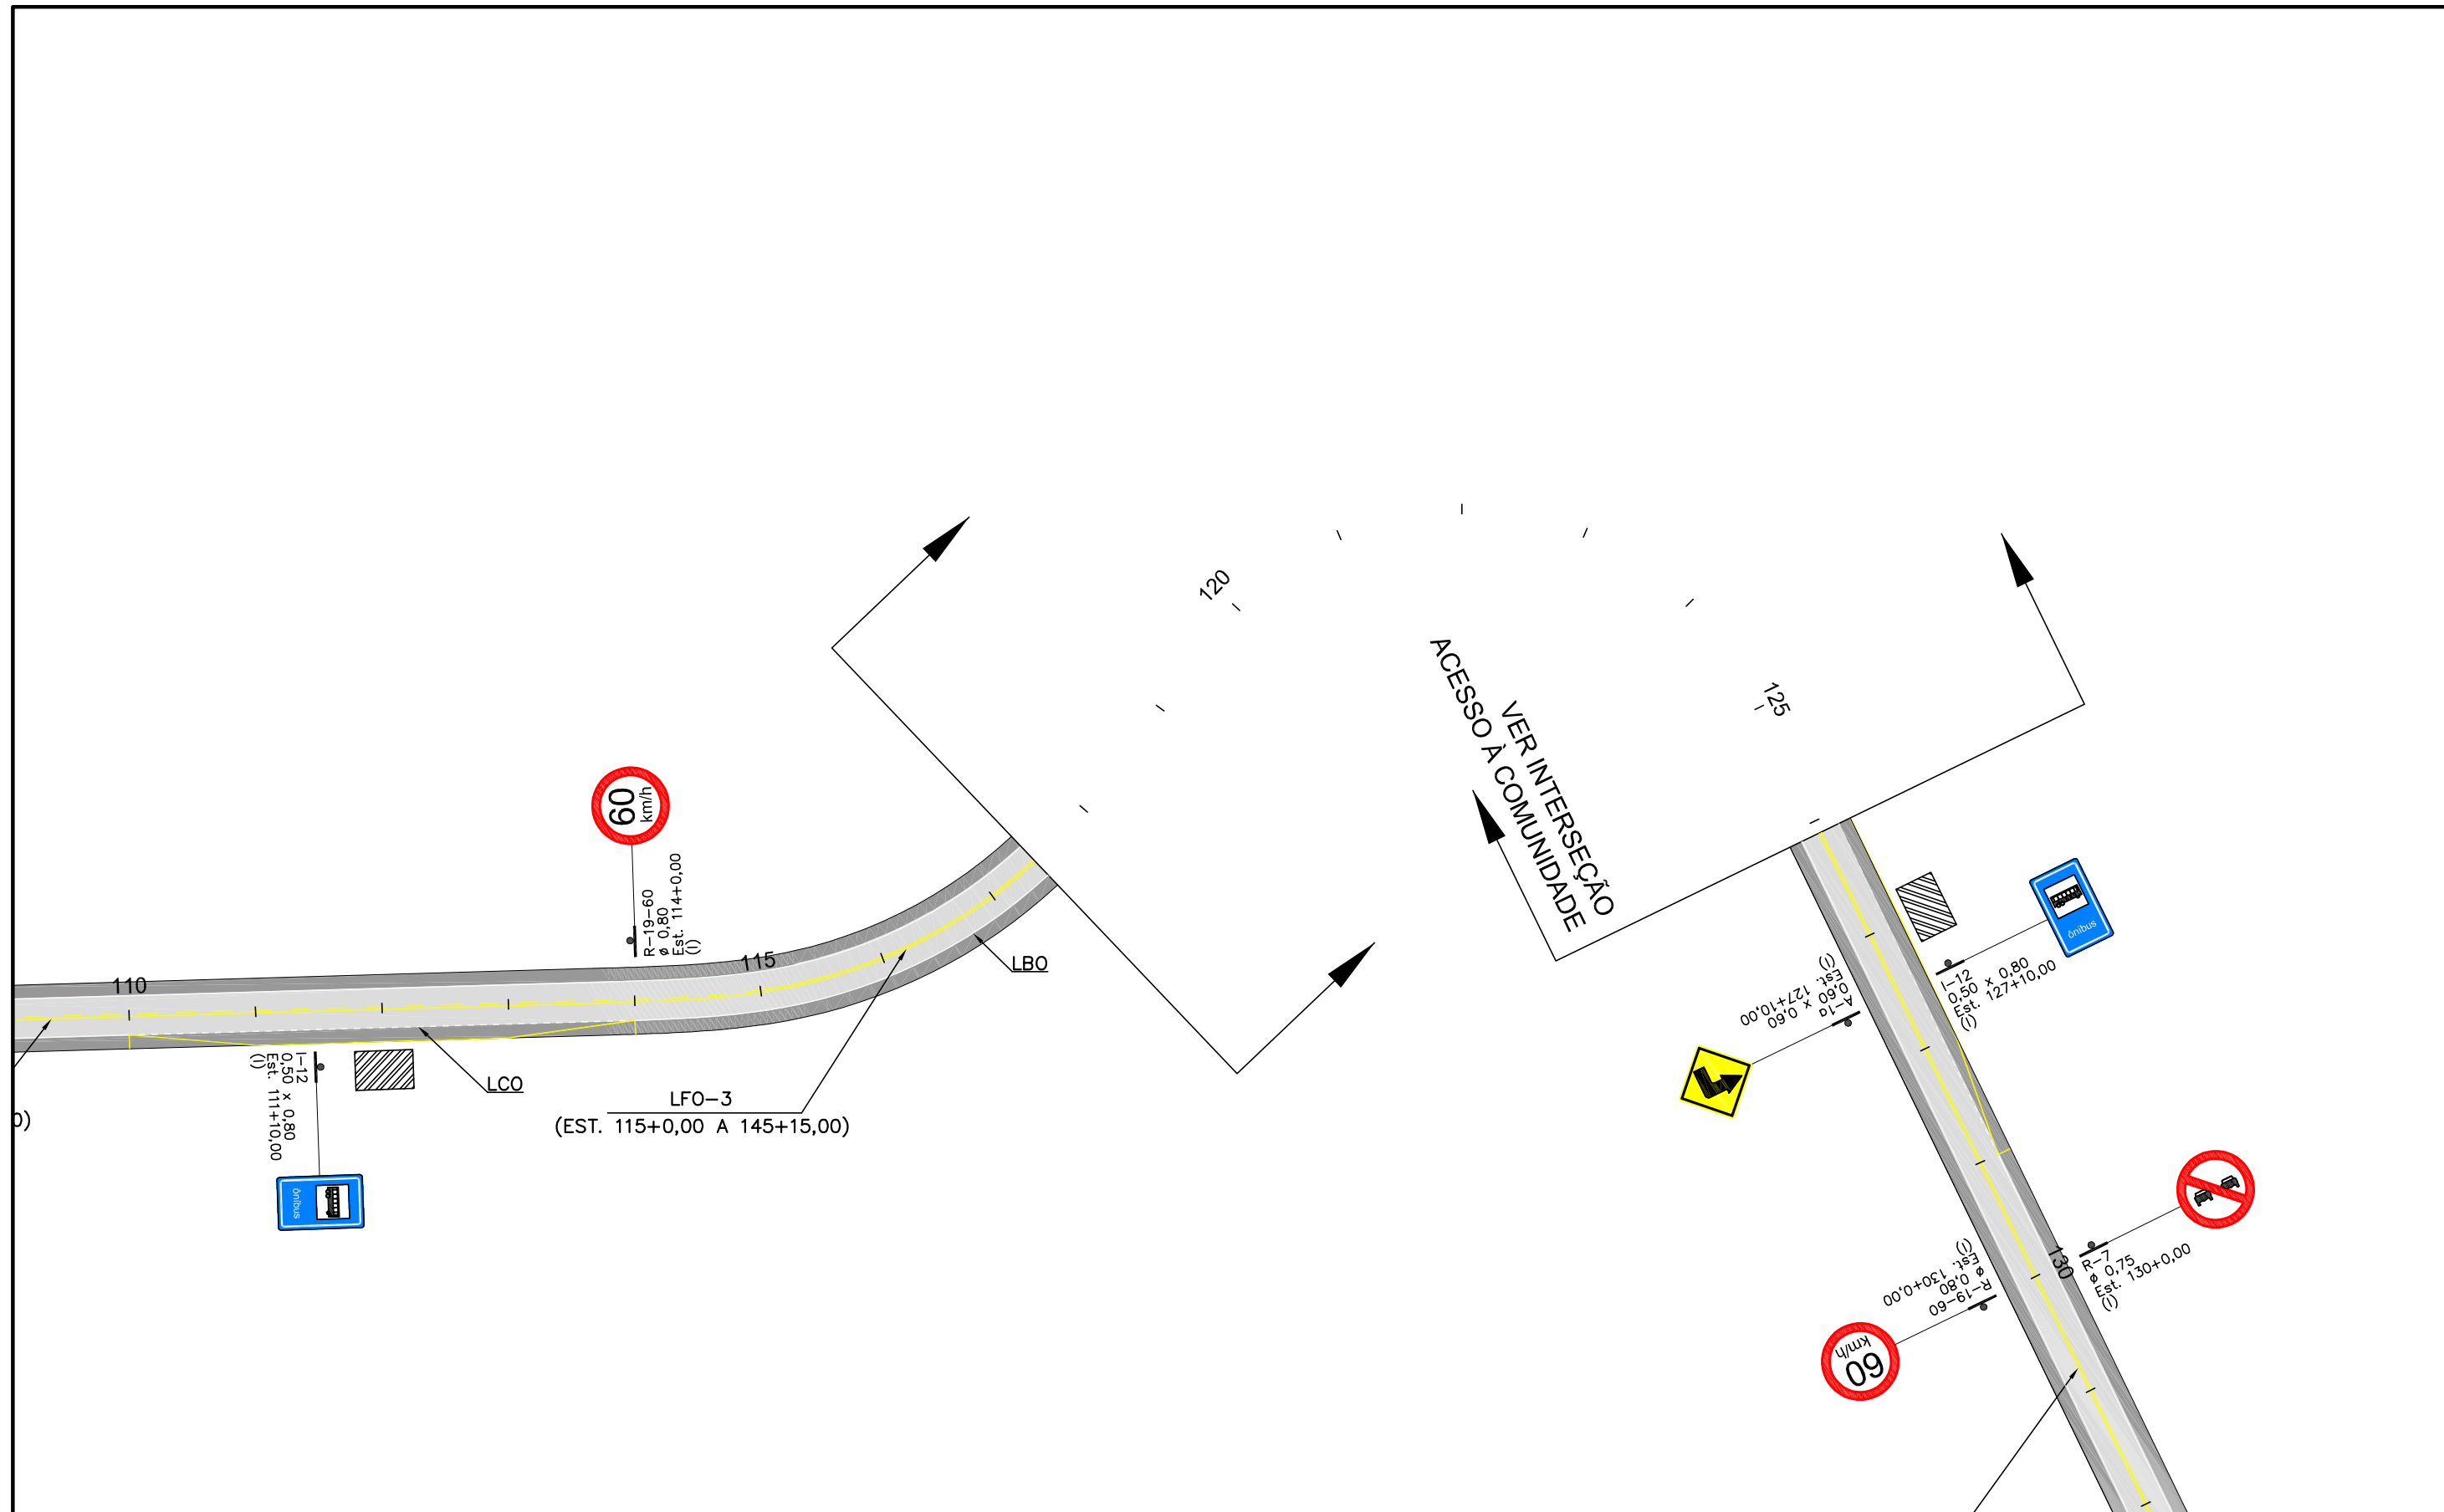 120
125
ACESSO À COMUNIDADE
VER INTERSEÇÃO
60
km/h
R-19-60
ø 0,80
Est. 114+0,00
(I)
110
115
LBO
LCO
LFO-3
(EST. 115+0,00 A 145+15,00)
0)
I-12
0,50 x 0,80
Est. 111+10,00
(I)
ônibus
ônibus
I-12
0,50 x 0,80
Est. 127+10,00
(I)
A-1a
0,60 x 0,60
Est. 127+10,00
(I)
130
R-7
ø 0,75
Est. 130+0,00
(I)
R-19-60
ø 0,80
Est. 130+0,00
(I)
60
km/h